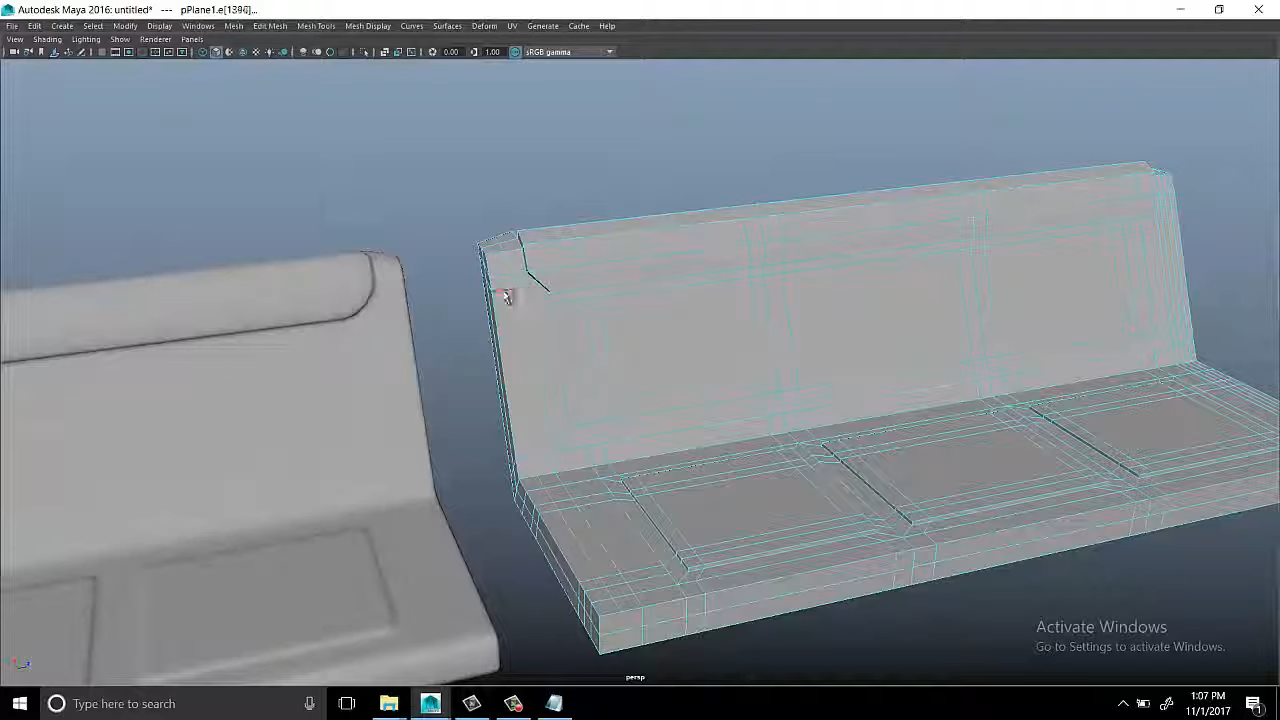 Autodesk Maya 2016: untitled* --- pPlane1.e[1396]...
File Edit Create Select Modify Display Windows Mesh Edit Mesh Mesh Tools Mesh Display Curves Surfaces Deform UV Generate Cache Help
View Shading Lighting Show Renderer Panels
0.00 1.00 sRGB gamma
Activate Windows
Go to Settings to activate Windows.
persp
Type here to search
1:07 PM
11/1/2017
1